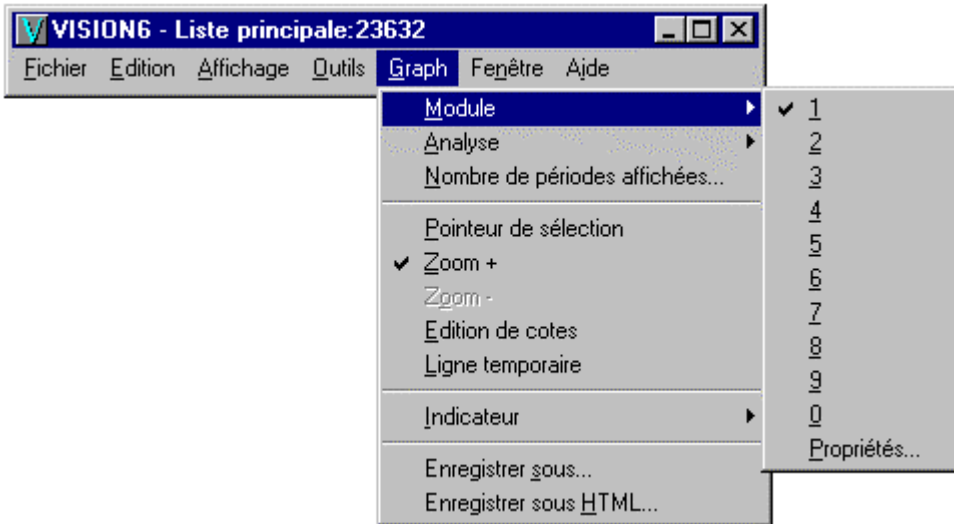 VISION6 - Liste principale:23632
Fichier Edition Affichage Outils Graph Fenêtre Aide
Module
Analyse
Nombre de périodes affichées...
Pointeur de sélection
Zoom +
Zoom -
Edition de cotes
Ligne temporaire
Indicateur
Enregistrer sous...
Enregistrer sous HTML...
1
2
3
4
5
6
7
8
9
0
Propriétés...